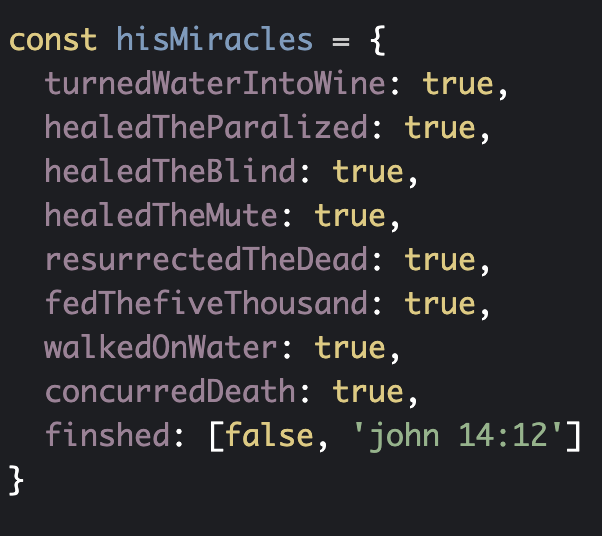 const hisMiracles = {
  turnedWaterIntoWine: true,
  healedTheParalized: true,
  healedTheBlind: true,
  healedTheMute: true,
  resurrectedTheDead: true,
  fedThefiveThousand: true,
  walkedOnWater: true,
  concurredDeath: true,
  finshed: [false, 'john 14:12']
}